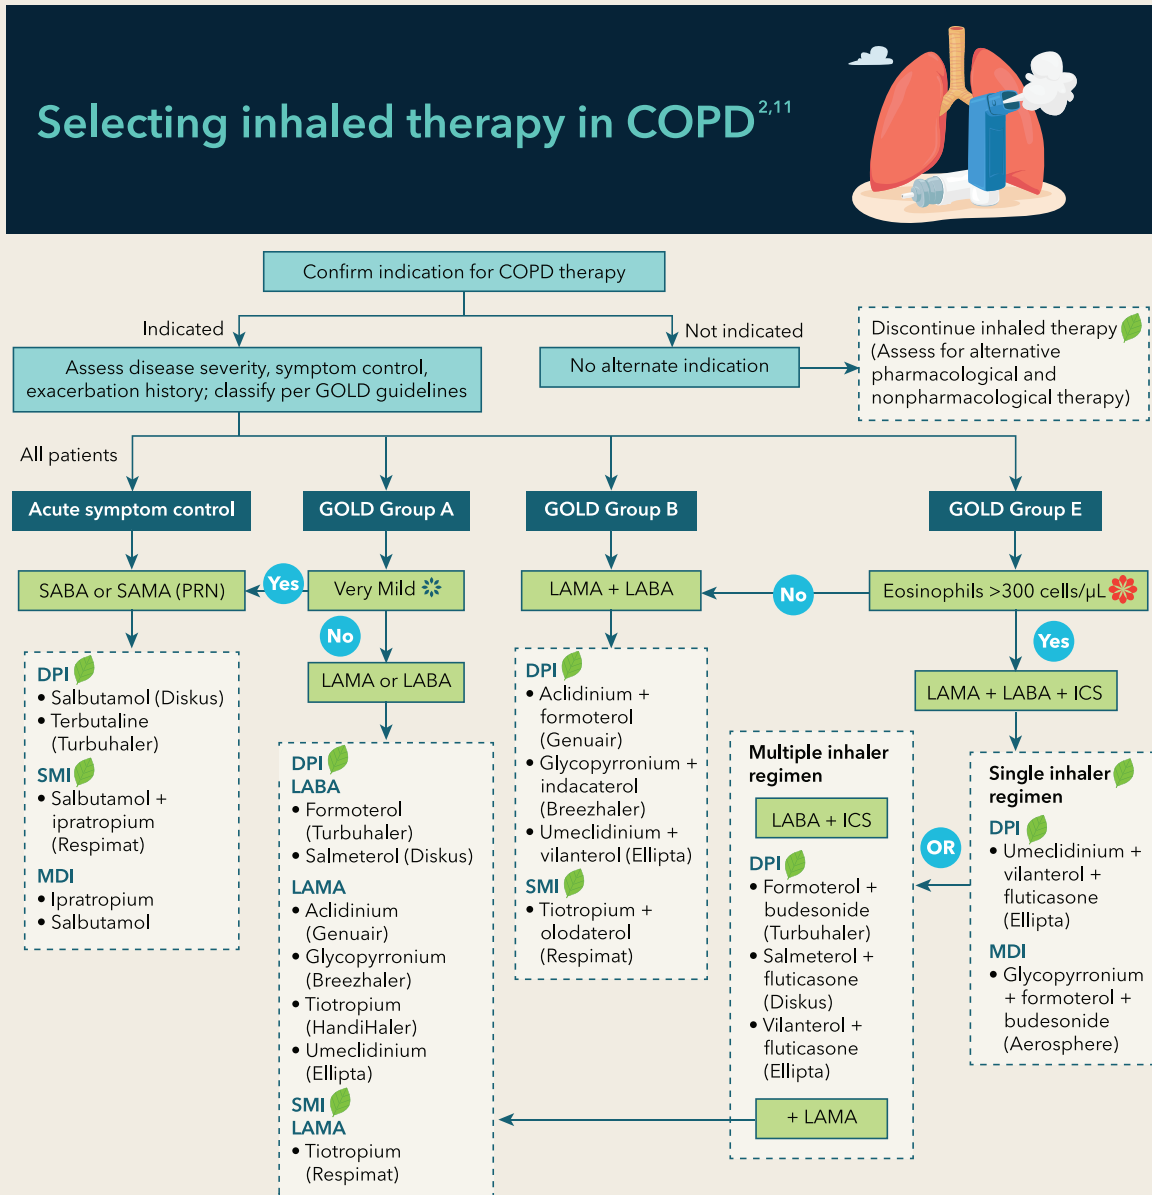 Selecting inhaled therapy in COPD2,11
Confirm indication for COPD therapy
Indicated
Not indicated
Assess disease severity, symptom control,
exacerbation history; classify per GOLD guidelines
No alternate indication
Discontinue inhaled therapy
(Assess for alternative
pharmacological and
nonpharmacological therapy)
All patients
Acute symptom control
SABA or SAMA (PRN)
DPI
• Salbutamol (Diskus)
• Terbutaline
(Turbuhaler)
SMI
• Salbutamol +
ipratropium
(Respimat)
MDI
• Ipratropium
• Salbutamol
GOLD Group A
Very Mild
Yes
No
LAMA or LABA
DPI
LABA
• Formoterol
(Turbuhaler)
• Salmeterol (Diskus)
LAMA
• Aclidinium
(Genuair)
• Glycopyrronium
(Breezhaler)
• Tiotropium
(HandiHaler)
• Umeclidinium
(Ellipta)
SMI
LAMA
• Tiotropium
(Respimat)
GOLD Group B
LAMA + LABA
DPI
• Aclidinium +
formoterol
(Genuair)
• Glycopyrronium +
indacaterol
(Breezhaler)
• Umeclidinium +
vilanterol (Ellipta)
SMI
• Tiotropium +
olodaterol
(Respimat)
GOLD Group E
Eosinophils >300 cells/µL
No
Yes
LAMA + LABA + ICS
Single inhaler
regimen
DPI
• Umeclidinium +
vilanterol +
fluticasone
(Ellipta)
MDI
• Glycopyrronium
+ formoterol +
budesonide
(Aerosphere)
OR
Multiple inhaler
regimen
LABA + ICS
DPI
• Formoterol +
budesonide
(Turbuhaler)
• Salmeterol +
fluticasone
(Diskus)
• Vilanterol +
fluticasone
(Ellipta)
+ LAMA